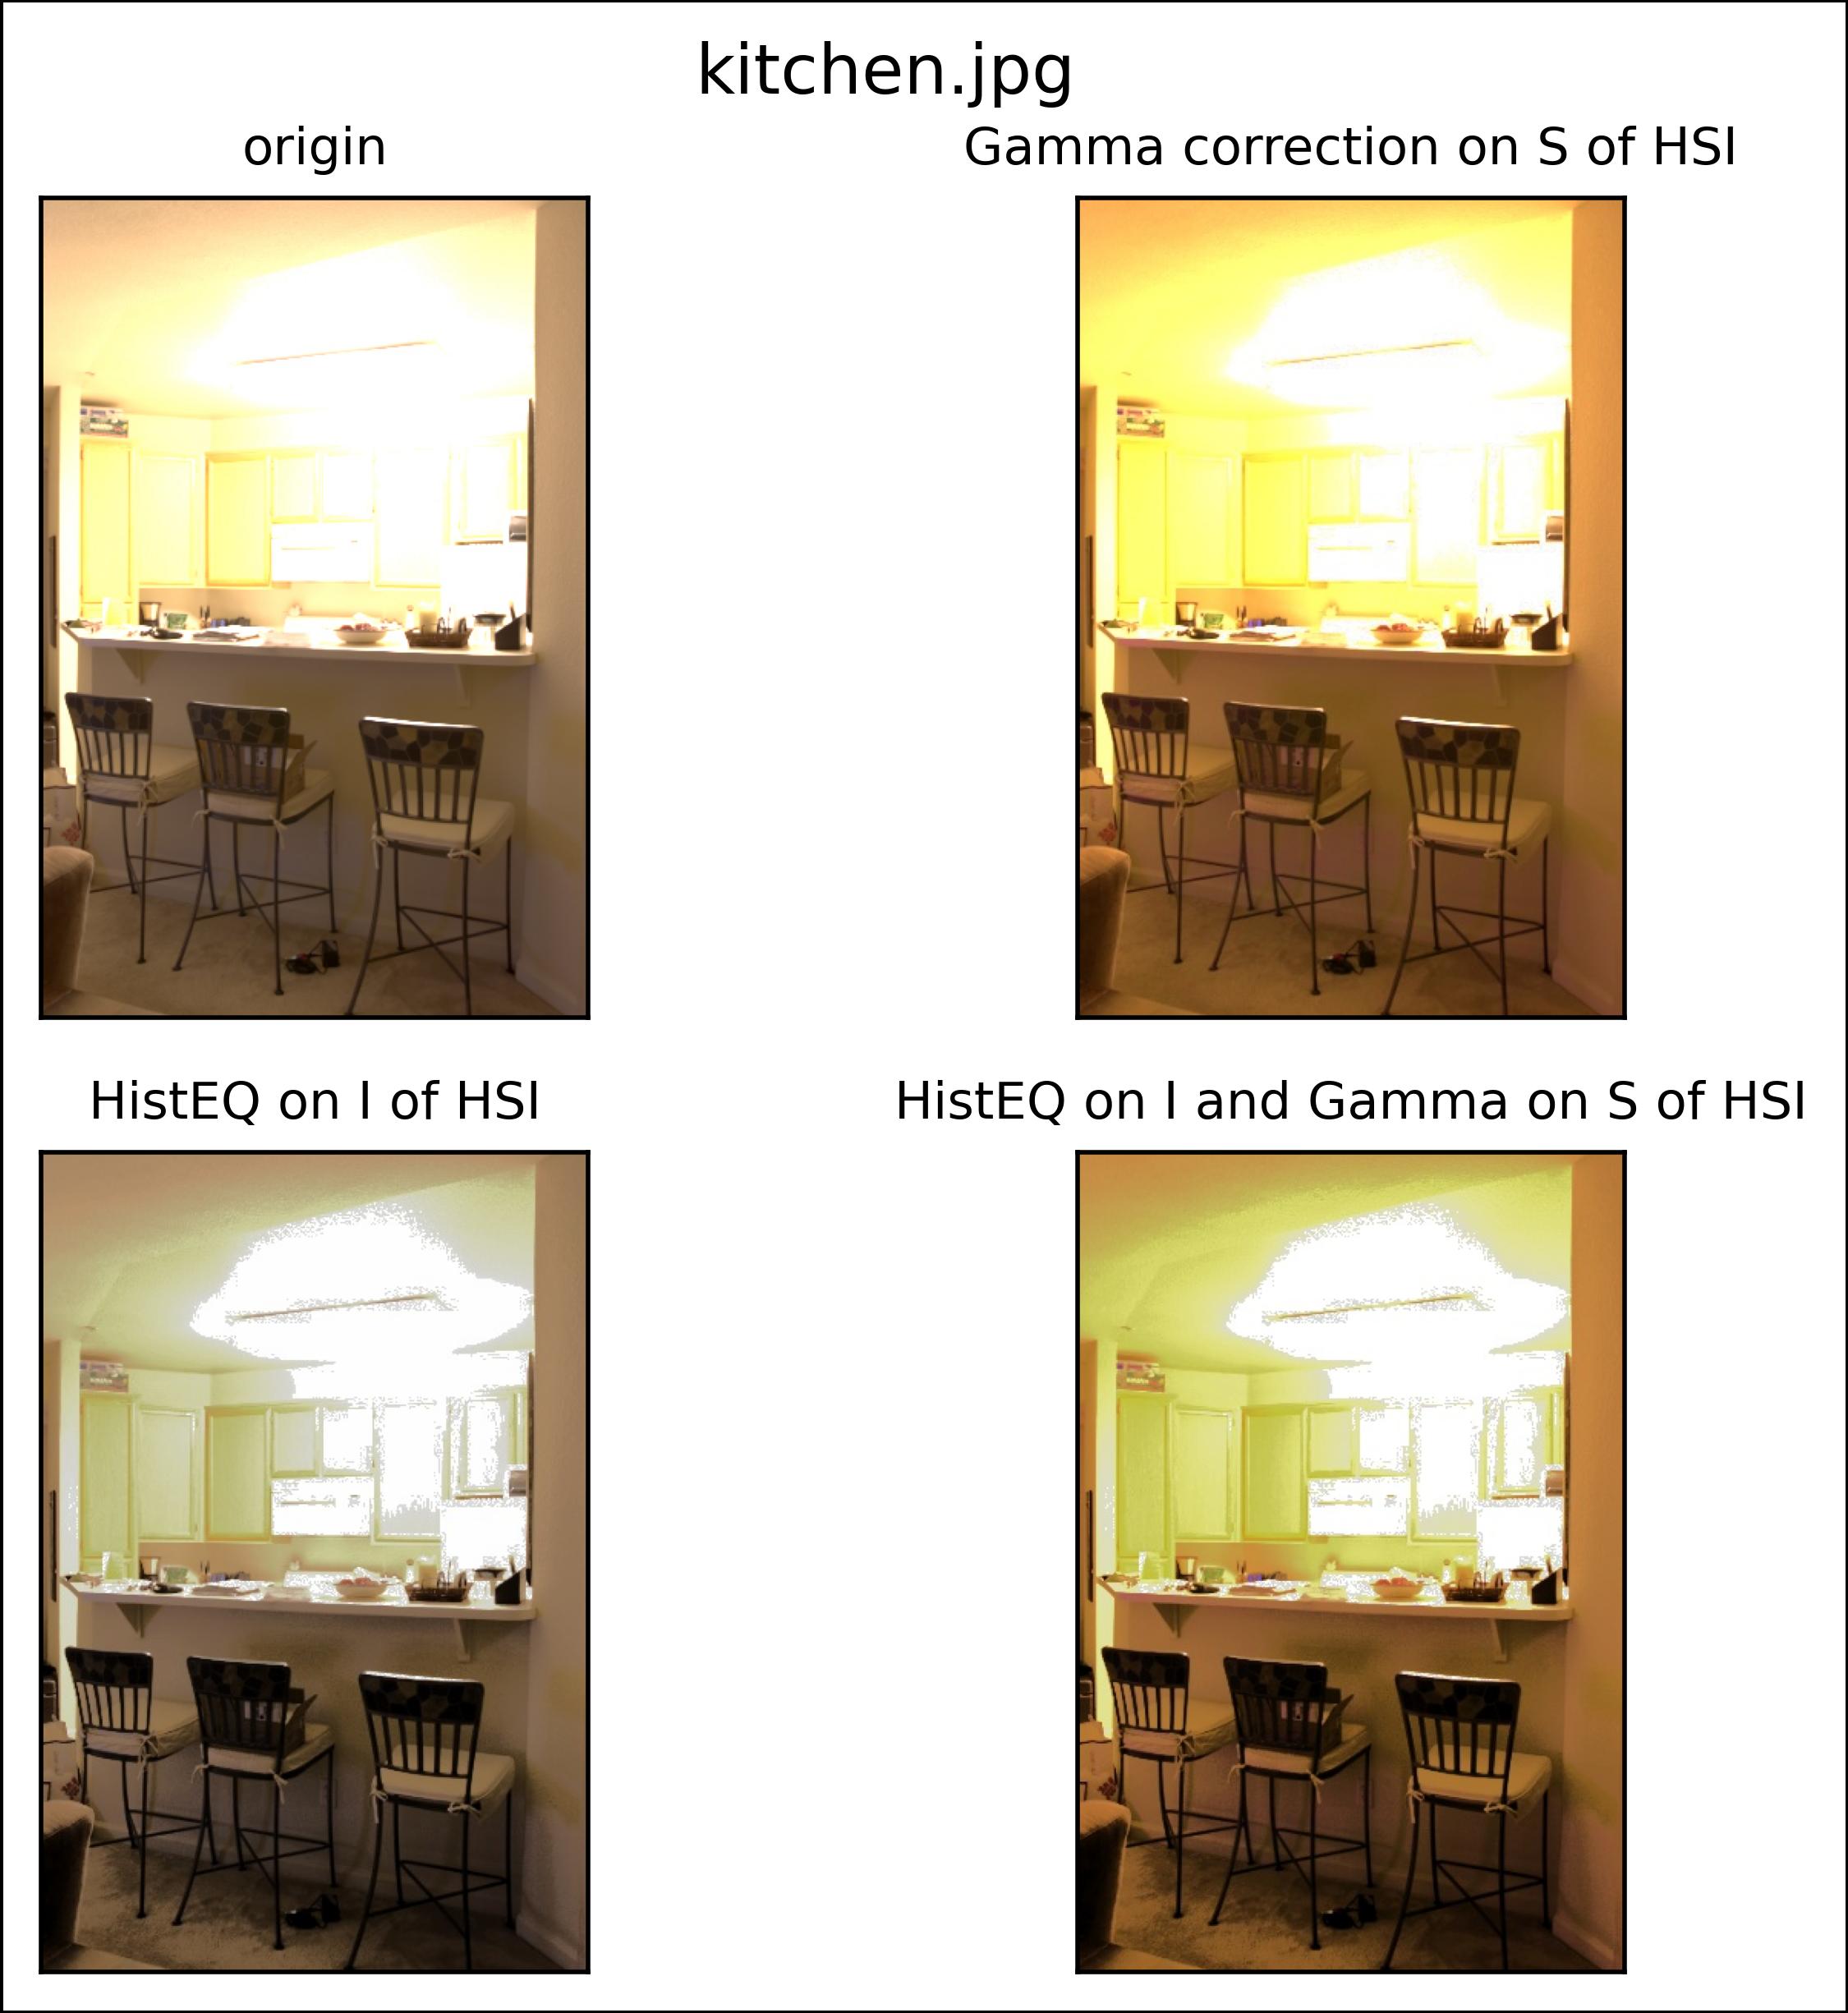 kitchen.jpg
origin
Gamma correction on S of HSI
HistEQ on I of HSI
HistEQ on I and Gamma on S of HSI